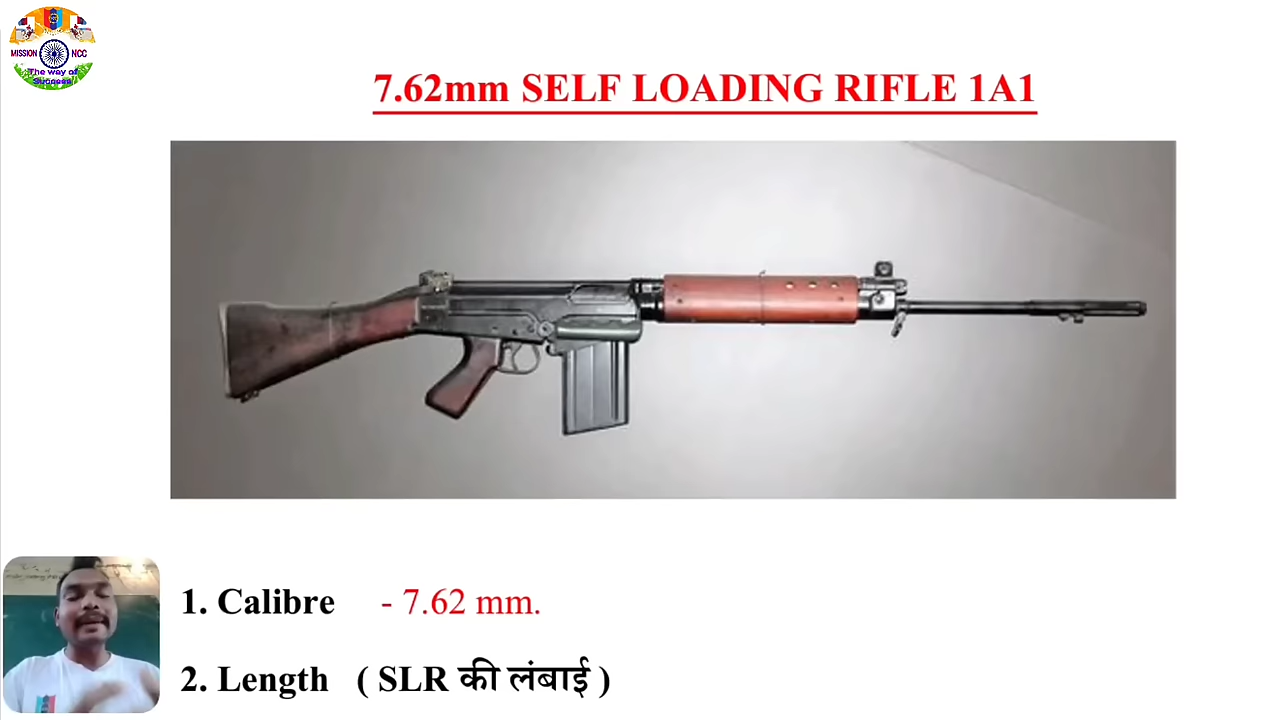 MISSION NCC
The way of
Success
7.62mm SELF LOADING RIFLE 1A1
1. Calibre - 7.62 mm.
2. Length ( SLR की लंबाई )